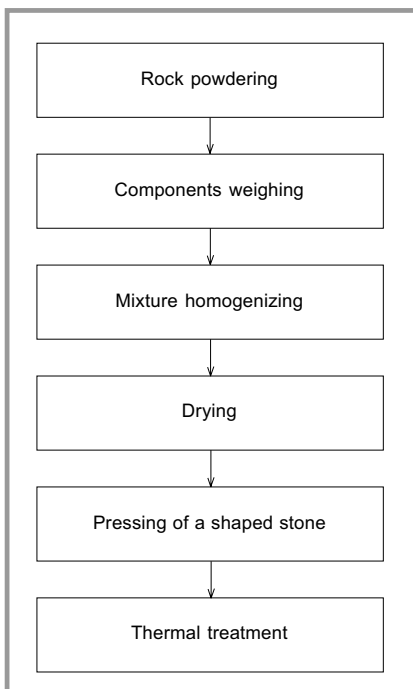 Rock powdering
Components weighing
Mixture homogenizing
Drying
Pressing of a shaped stone
Thermal treatment